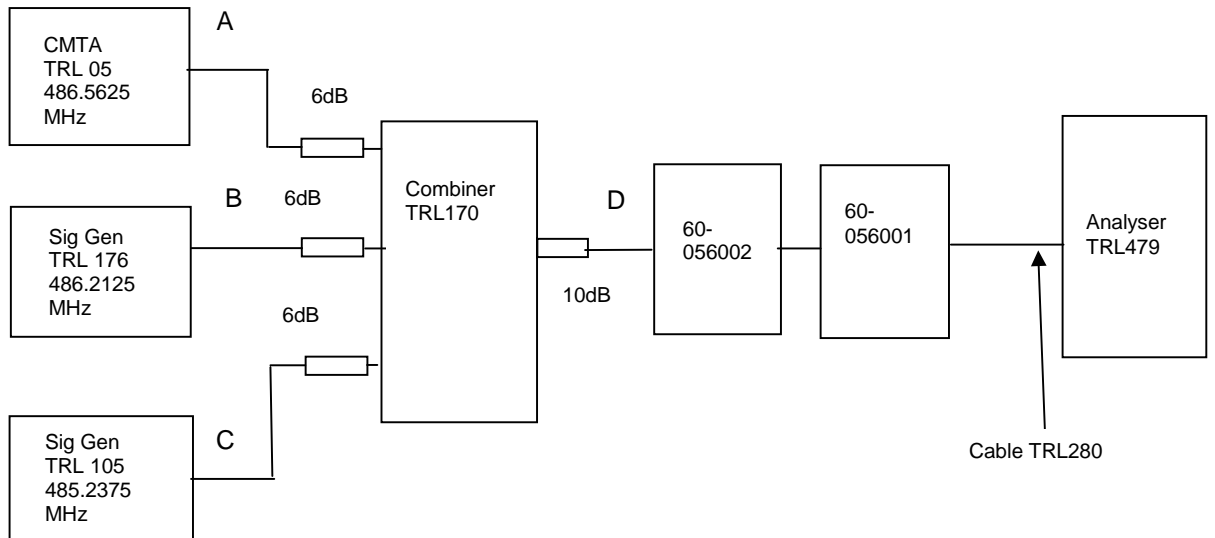 A
CMTA
TRL 05
486.5625
MHz
6dB
B
6dB
Sig Gen
TRL 176
486.2125
MHz
6dB
C
Sig Gen
TRL 105
485.2375
MHz
Combiner
TRL170
D
10dB
60-
056002
60-
056001
Analyser
TRL479
Cable TRL280